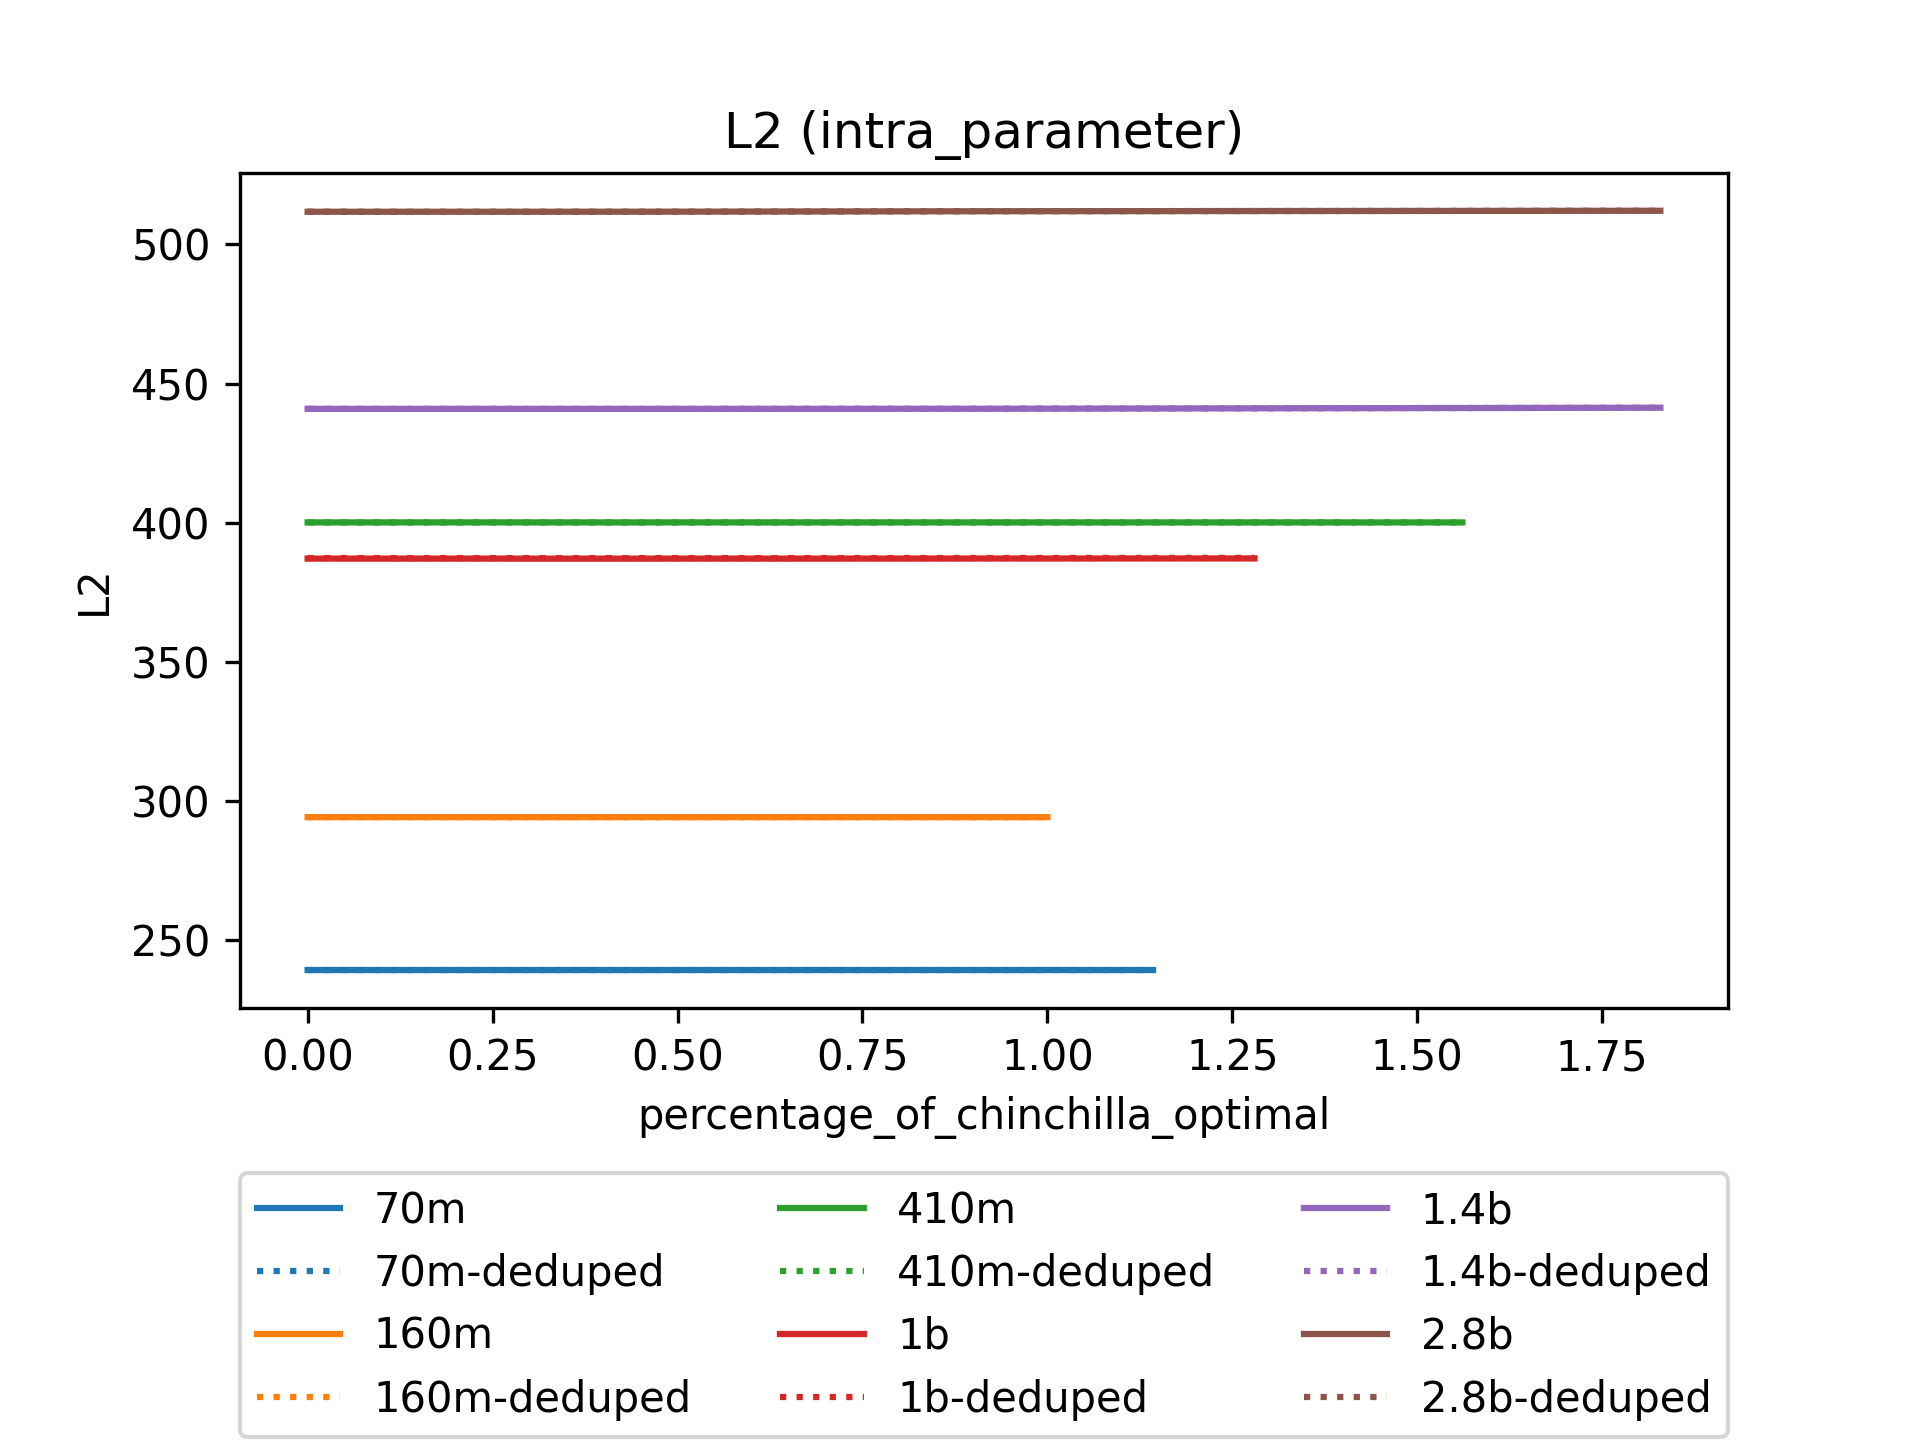 L2 (intra_parameter)
L2
500
450
400
350
300
250
0.00 0.25 0.50 0.75 1.00 1.25 1.50 1.75
percentage_of_chinchilla_optimal
70m
70m-deduped
160m
160m-deduped
410m
410m-deduped
1b
1b-deduped
1.4b
1.4b-deduped
2.8b
2.8b-deduped